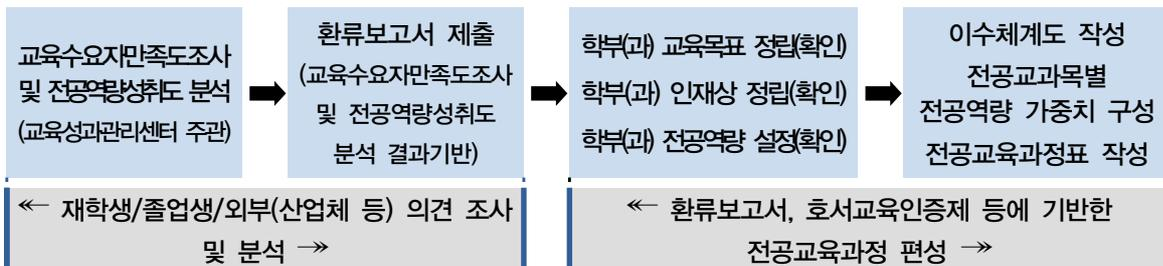 교육수요자만족도조사
및 전공역량성취도 분석
(교육성과관리센터 주관)
환류보고서 제출
(교육수요자만족도조사
및 전공역량성취도
분석 결과기반)
학부(과) 교육목표 정립(확인)
학부(과) 인재상 정립(확인)
학부(과) 전공역량 설정(확인)
이수체계도 작성
전공교과목별
전공역량 가중치 구성
전공교육과정표 작성
↞ 재학생/졸업생/외부(산업체 등) 의견 조사
및 분석 ↠
↞ 환류보고서, 호서교육인증제 등에 기반한
전공교육과정 편성 ↠